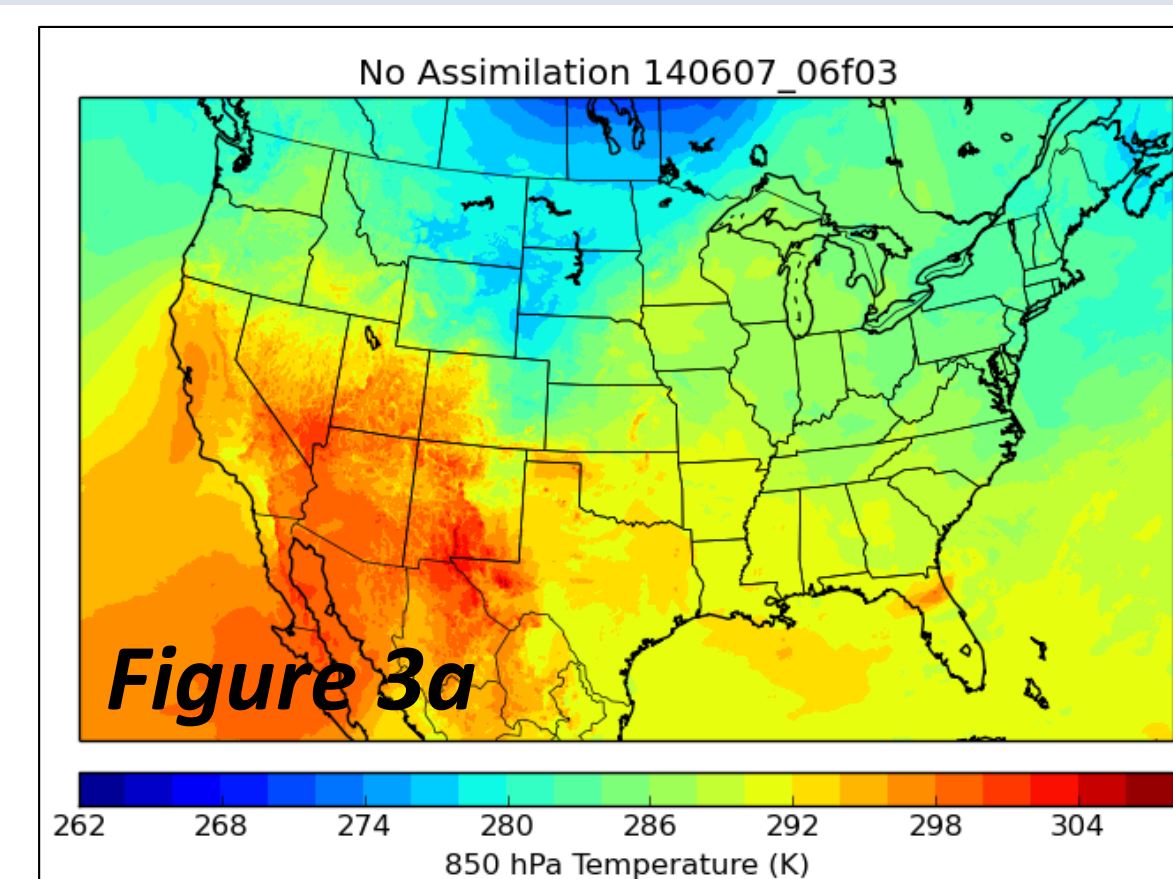 No Assimilation 140607_06f03
Figure 3a
262 268 274 280 286 292 298 304
850 hPa Temperature (K)